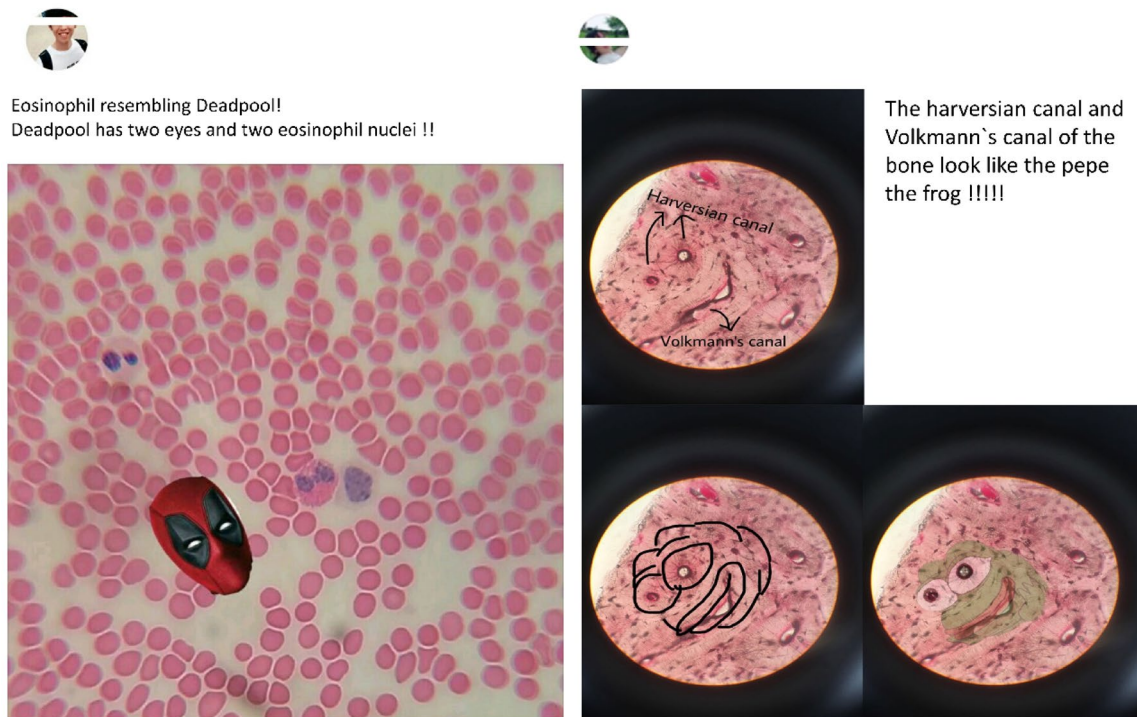 Eosinophil resembling Deadpool!
Deadpool has two eyes and two eosinophil nuclei !!
The harversian canal and
Volkmann`s canal of the
bone look like the pepe
the frog !!!!!
Harversian canal
Volkmann's canal